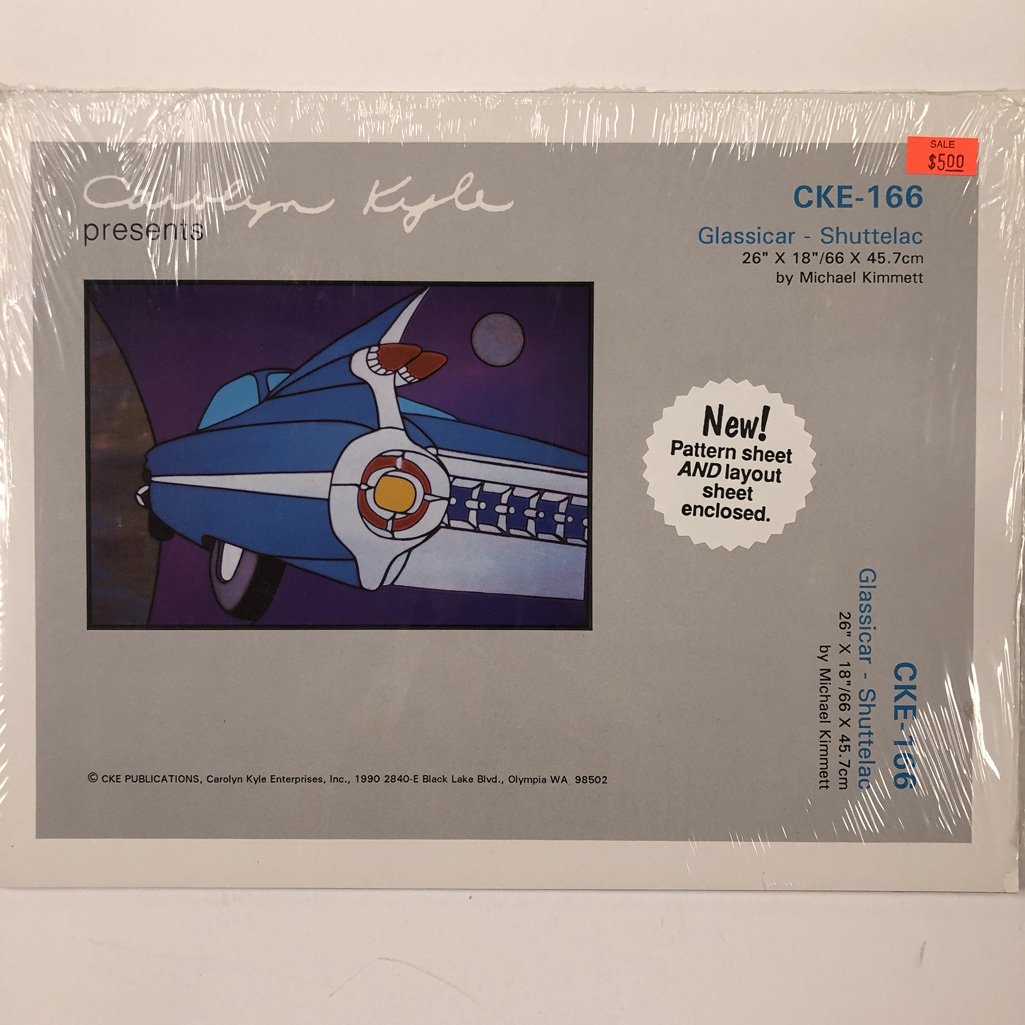 Carolyn Kyle
presents
SALE
$5.00
CKE-166
Glassicar - Shuttelac
26" X 18"/66 X 45.7cm
by Michael Kimmett
New!
Pattern sheet
AND layout
sheet
enclosed.
CKE-166
Glassicar - Shuttelac
26" X 18"/66 X 45.7cm
by Michael Kimmett
© CKE PUBLICATIONS, Carolyn Kyle Enterprises, Inc., 1990 2840-E Black Lake Blvd., Olympia WA 98502